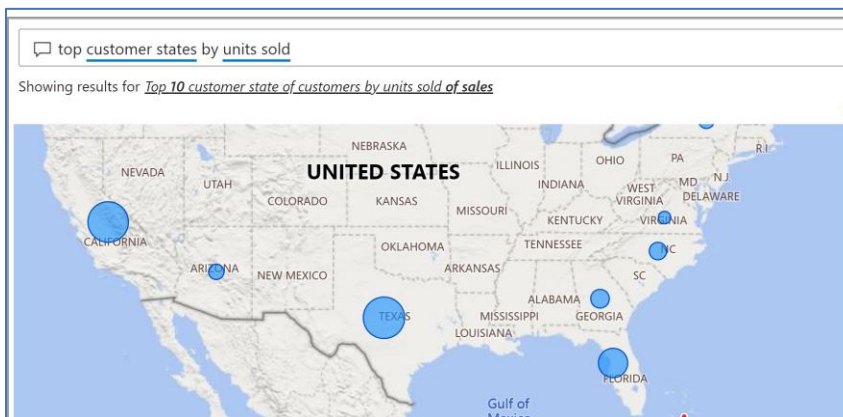 top customer states by units sold
Showing results for Top 10 customer state of customers by units sold of sales
NEBRASKA
UNITED STATES
ILLINOIS
OHIO
PA
R.I
NEVADA
UTAH
COLORADO
KANSAS
MISSOURI
INDIANA
WEST
VIRGINIA
MD
N.J
DELAWARE
KENTUCKY
VIRGINIA
CALIFORNIA
ARIZONA
NEW MEXICO
OKLAHOMA
ARKANSAS
TENNESSEE
NC
SC
TEXAS
MISSISSIPPI
ALABAMA
GEORGIA
LOUISIANA
FLORIDA
Gulf of
Mexico